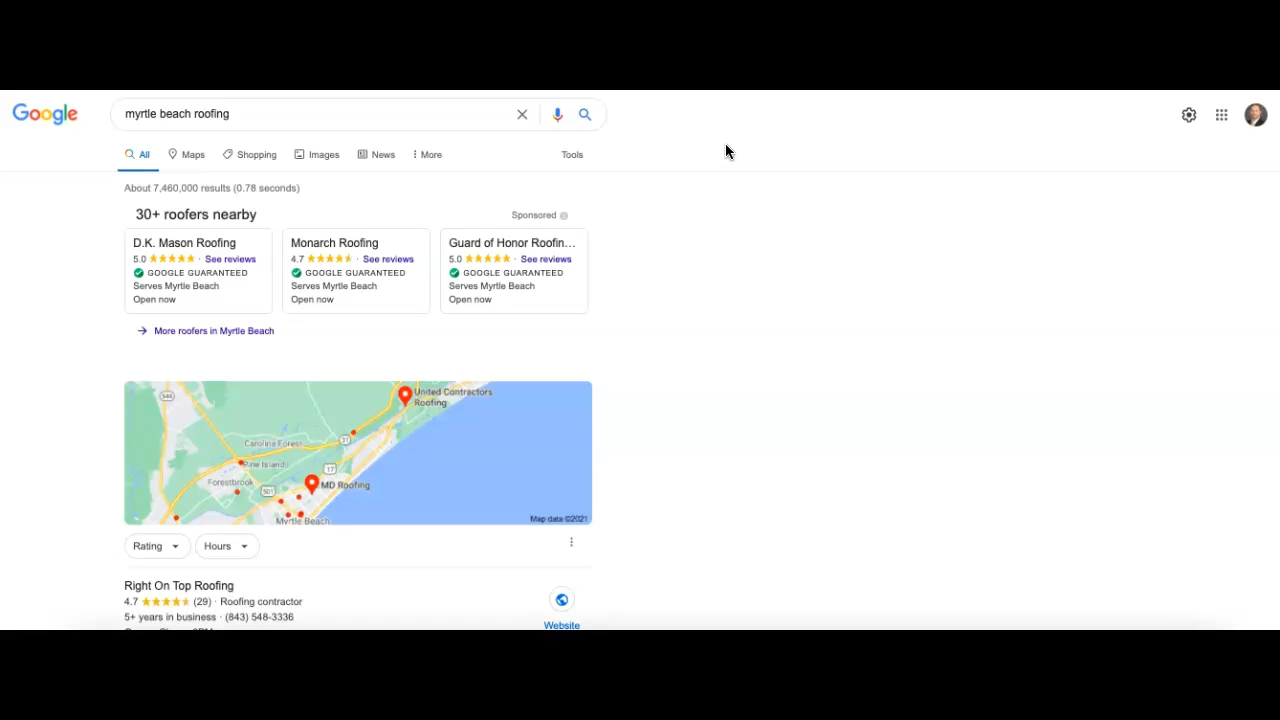 Google
myrtle beach roofing
All Maps Shopping Images News More Tools
About 7,460,000 results (0.78 seconds)
30+ roofers nearby Sponsored
D.K. Mason Roofing
5.0 · See reviews
GOOGLE GUARANTEED
Serves Myrtle Beach
Open now
Monarch Roofing
4.7 · See reviews
GOOGLE GUARANTEED
Serves Myrtle Beach
Open now
Guard of Honor Roofin...
5.0 · See reviews
GOOGLE GUARANTEED
Serves Myrtle Beach
Open now
More roofers in Myrtle Beach
544
United Contractors
Roofing
Carolina Forest
31
Pine Island
17
Forestbrook
501
MD Roofing
Myrtle Beach
Map data ©2021
Rating Hours
Right On Top Roofing
4.7 (29) · Roofing contractor
5+ years in business · (843) 548-3336
Website